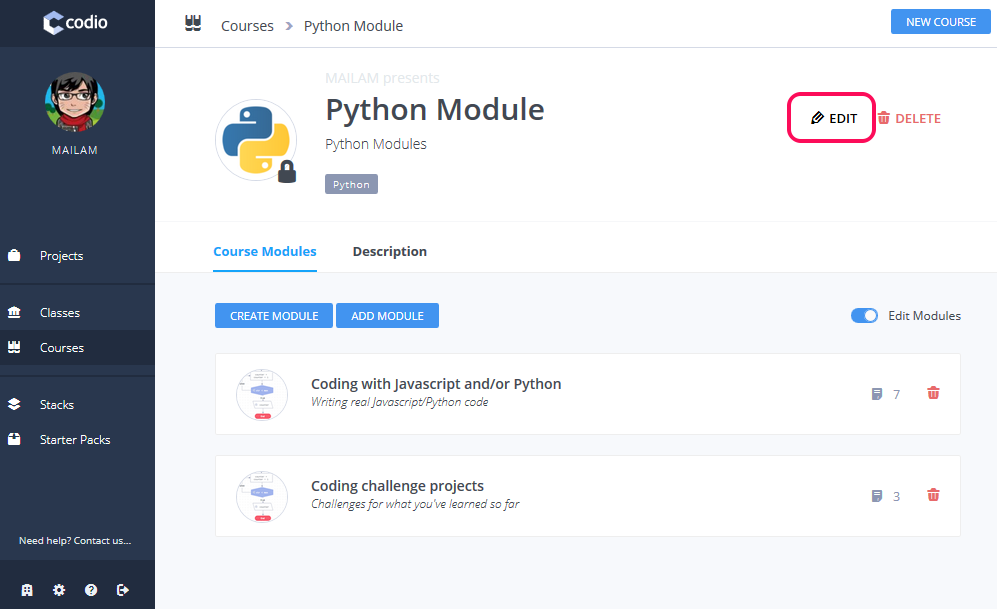 codio
MAILAM
Projects
Classes
Courses
Stacks
Starter Packs
Need help? Contact us...
Courses > Python Module
NEW COURSE
MAILAM presents
Python Module
Python Modules
Python
EDIT
DELETE
Course Modules
Description
CREATE MODULE
ADD MODULE
Edit Modules
Coding with Javascript and/or Python
Writing real Javascript/Python code
7
Coding challenge projects
Challenges for what you've learned so far
3